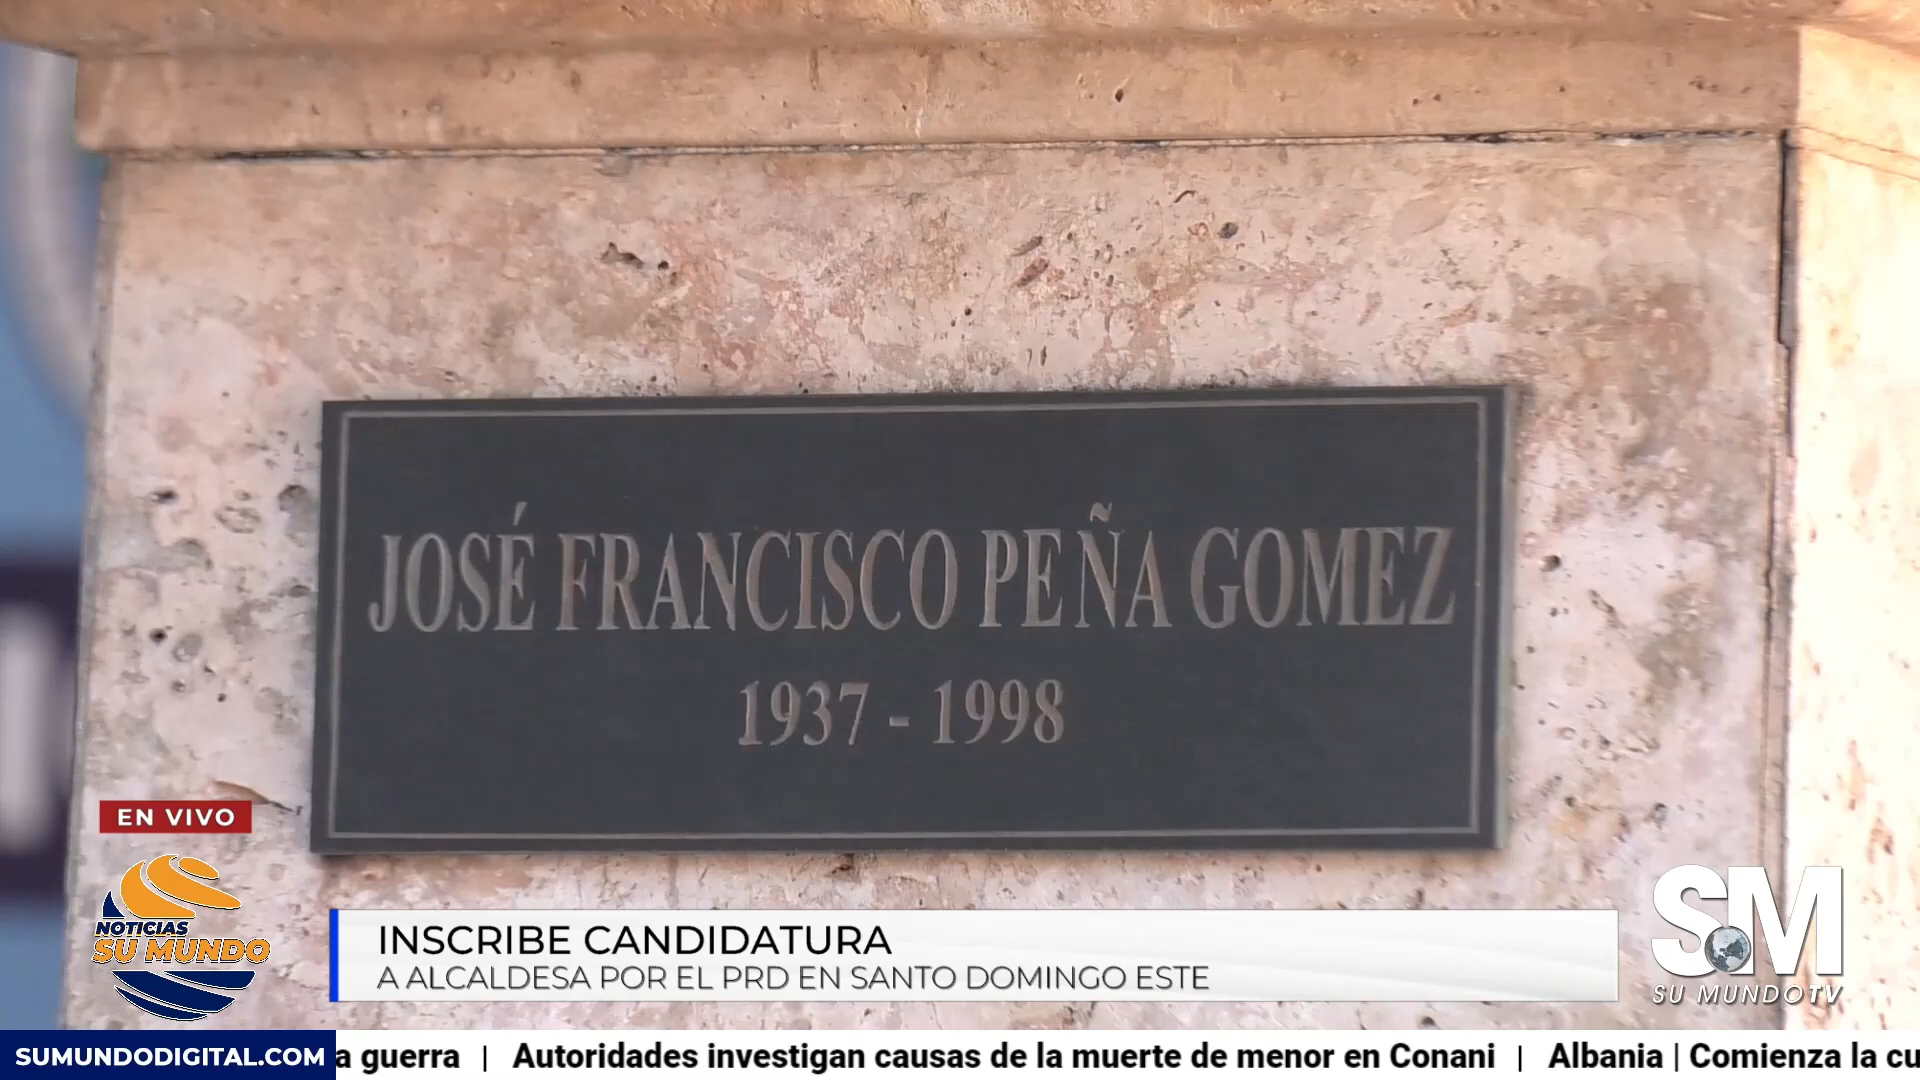 JOSÉ FRANCISCO PEÑA GOMEZ
1937 - 1998
EN VIVO
NOTICIAS
SU MUNDO
INSCRIBE CANDIDATURA
A ALCALDESA POR EL PRD EN SANTO DOMINGO ESTE
SM
SU MUNDO TV
SUMUNDODIGITAL.COM
a guerra | Autoridades investigan causas de la muerte de menor en Conani | Albania | Comienza la cu